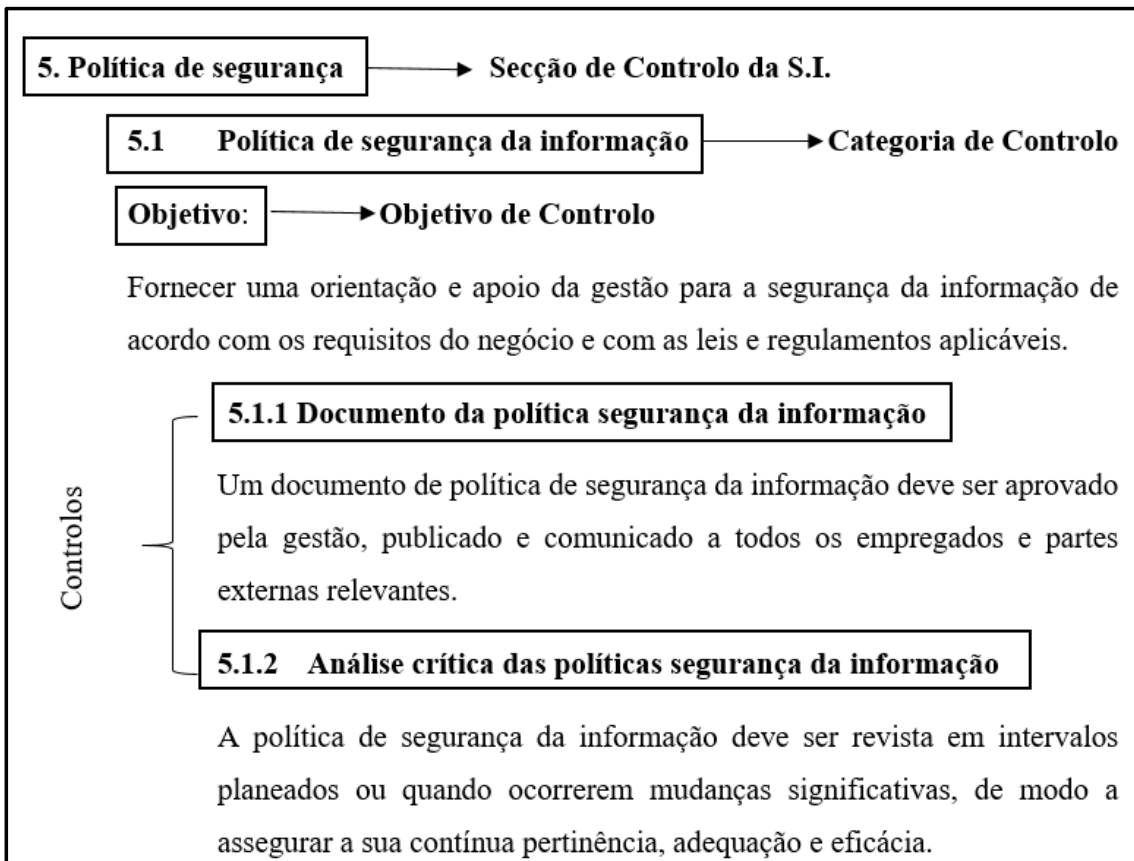 5. Política de segurança Secção de Controlo da S.I.
5.1 Política de segurança da informação Categoria de Controlo
Objetivo: Objetivo de Controlo
Fornecer uma orientação e apoio da gestão para a segurança da informação de
acordo com os requisitos do negócio e com as leis e regulamentos aplicáveis.
Controlos
5.1.1 Documento da política segurança da informação
Um documento de política de segurança da informação deve ser aprovado
pela gestão, publicado e comunicado a todos os empregados e partes
externas relevantes.
5.1.2 Análise crítica das políticas segurança da informação
A política de segurança da informação deve ser revista em intervalos
planeados ou quando ocorrerem mudanças significativas, de modo a
assegurar a sua contínua pertinência, adequação e eficácia.